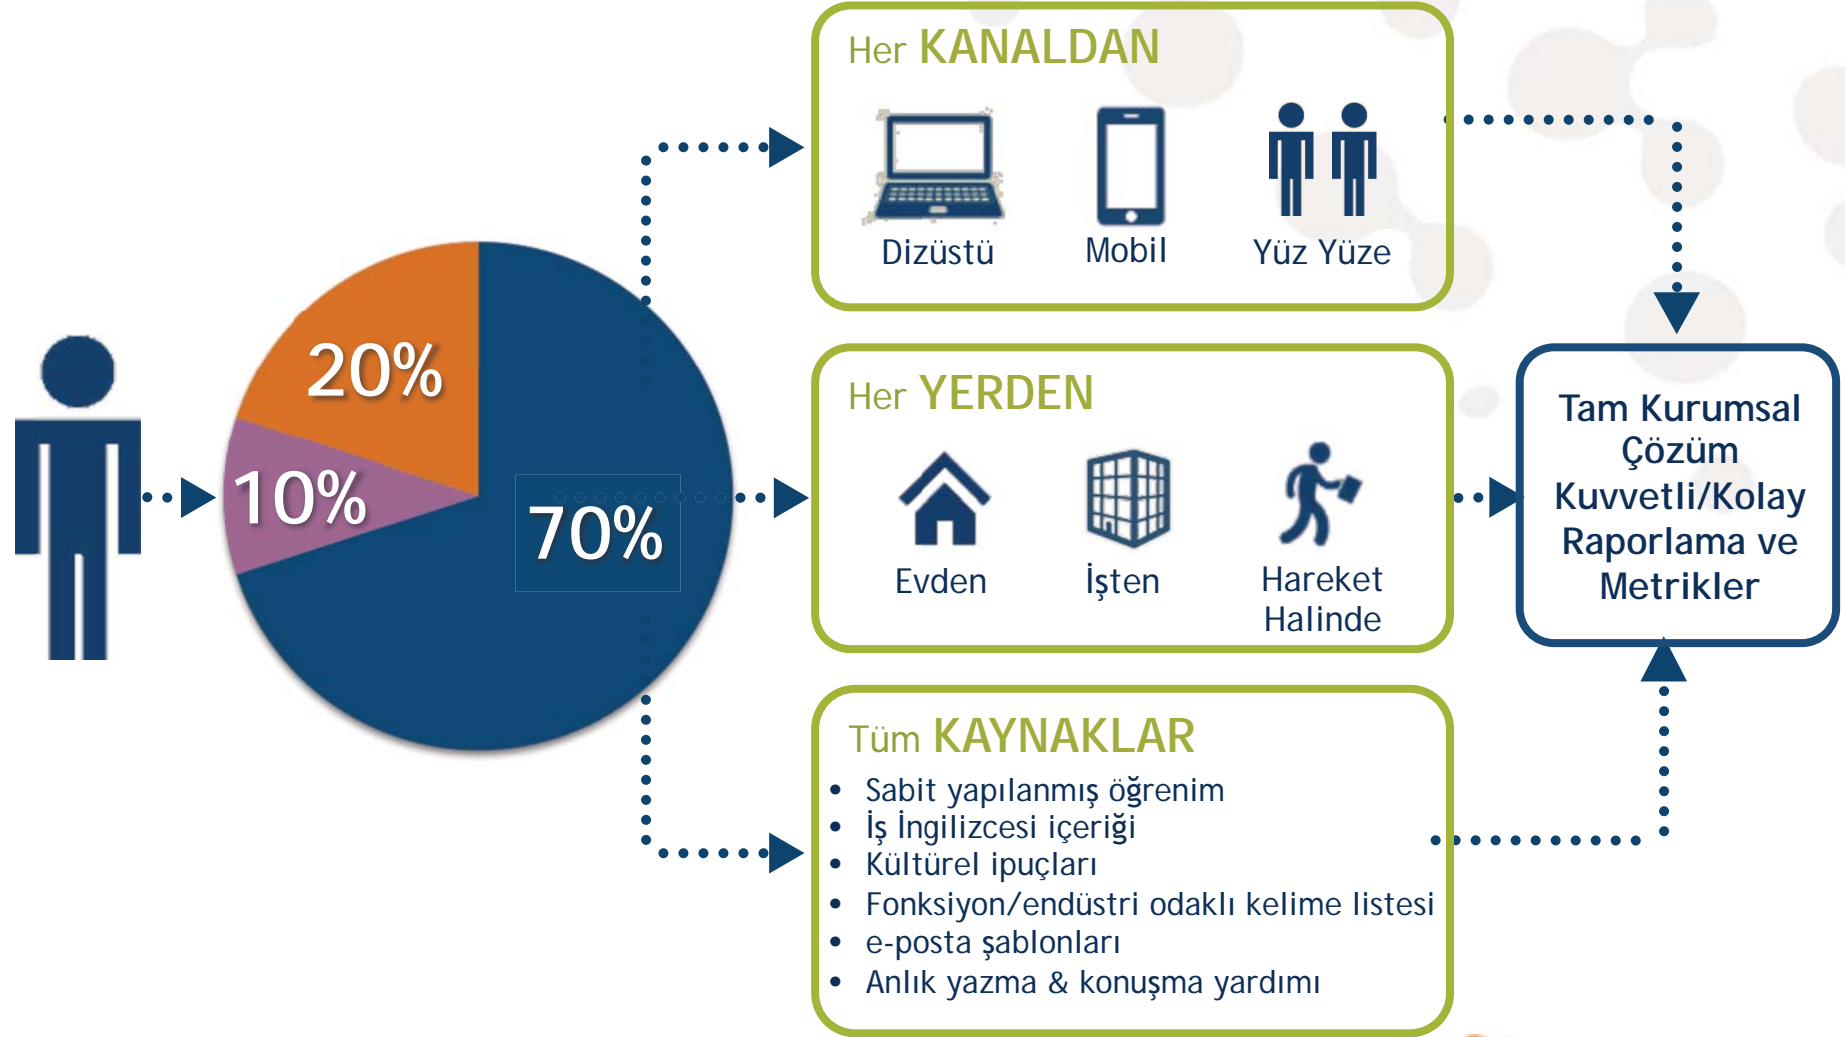 20%
10%
70%
Her KANALDAN
Dizüstü
Mobil
Yüz Yüze
Her YERDEN
Evden
İşten
Hareket
Halinde
Tüm KAYNAKLAR
• Sabit yapılanmış öğrenim
• İş İngilizcesi içeriği
• Kültürel ipuçları
• Fonksiyon/endüstri odaklı kelime listesi
• e-posta şablonları
• Anlık yazma & konuşma yardımı
Tam Kurumsal
Çözüm
Kuvvetli/Kolay
Raporlama ve
Metrikler